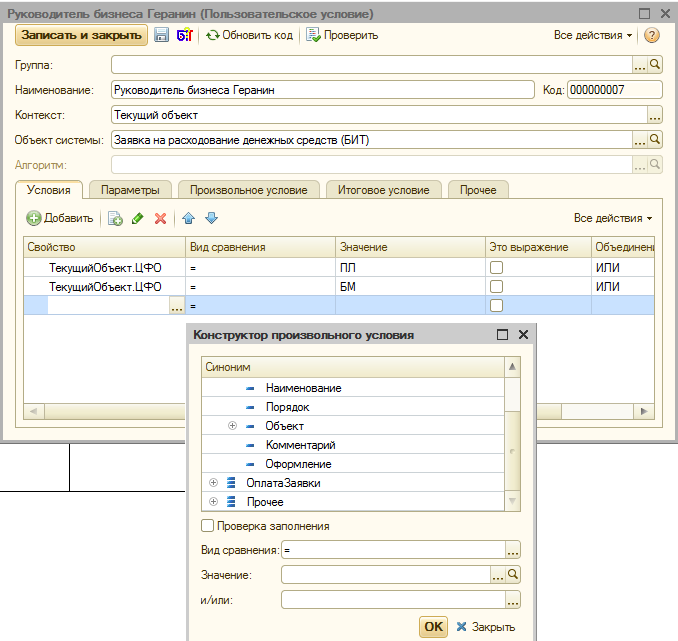 Руководитель бизнеса Геранин (Пользовательское условие)
Записать и закрыть БИТ Обновить код Проверить Все действия ?
Группа: ...
Наименование: Руководитель бизнеса Геранин Код: 000000007
Контекст: Текущий объект ...
Объект системы: Заявка на расходование денежных средств (БИТ) ...
Алгоритм: ...
Условия Параметры Произвольное условие Итоговое условие Прочее
Добавить Все действия
Свойство Вид сравнения Значение Это выражение Объединени
ТекущийОбъект.ЦФО = ПЛ ИЛИ
ТекущийОбъект.ЦФО = БМ ИЛИ
... =
Конструктор произвольного условия
Синоним
Наименование
Порядок
Объект
Комментарий
Оформление
ОплатаЗаявки
Прочее
Проверка заполнения
Вид сравнения: = ...
Значение: ...
и/или: ...
OK Закрыть